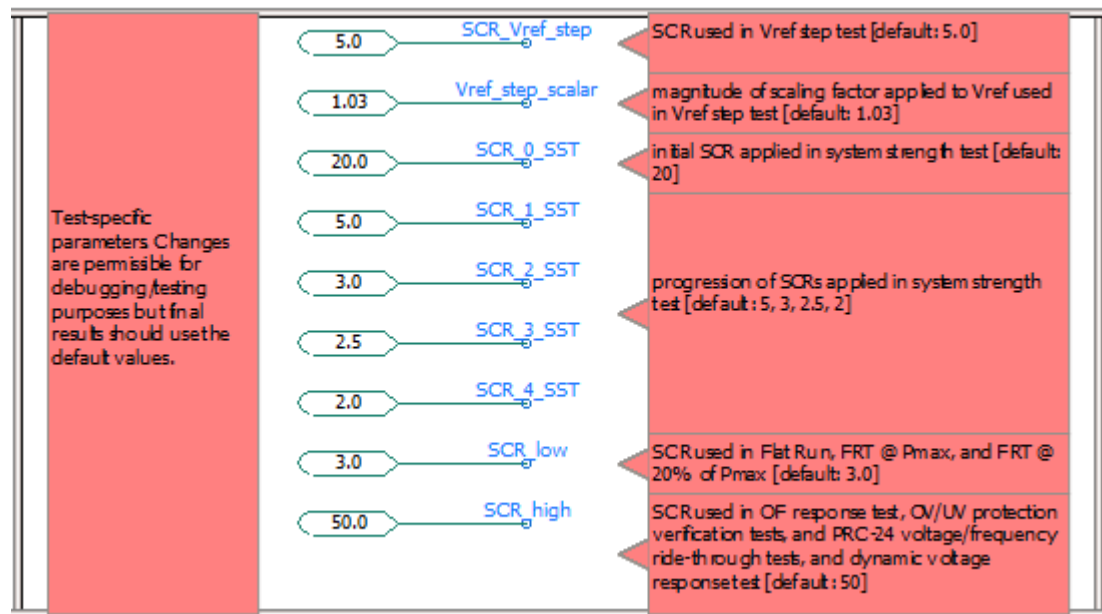 Test-specific
parameters. Changes
are permissible for
debugging/testing
purposes but final
results should use the
default values.
5.0
SCR_Vref_step
SCR used in Vref step test [default: 5.0]
1.03
Vref_step_scalar
magnitude of scaling factor applied to Vref used
in Vref step test [default: 1.03]
20.0
SCR_0_SST
initial SCR applied in system strength test [default:
20]
5.0
SCR_1_SST
3.0
SCR_2_SST
2.5
SCR_3_SST
2.0
SCR_4_SST
progression of SCRs applied in system strength
test [default: 5, 3, 2.5, 2]
3.0
SCR_low
SCR used in Flat Run, FRT @ Pmax, and FRT @
20% of Pmax [default: 3.0]
50.0
SCR_high
SCR used in OF response test, OV/UV protection
verification tests, and PRC-24 voltage/frequency
ride-through tests, and dynamic voltage
response test [default: 50]